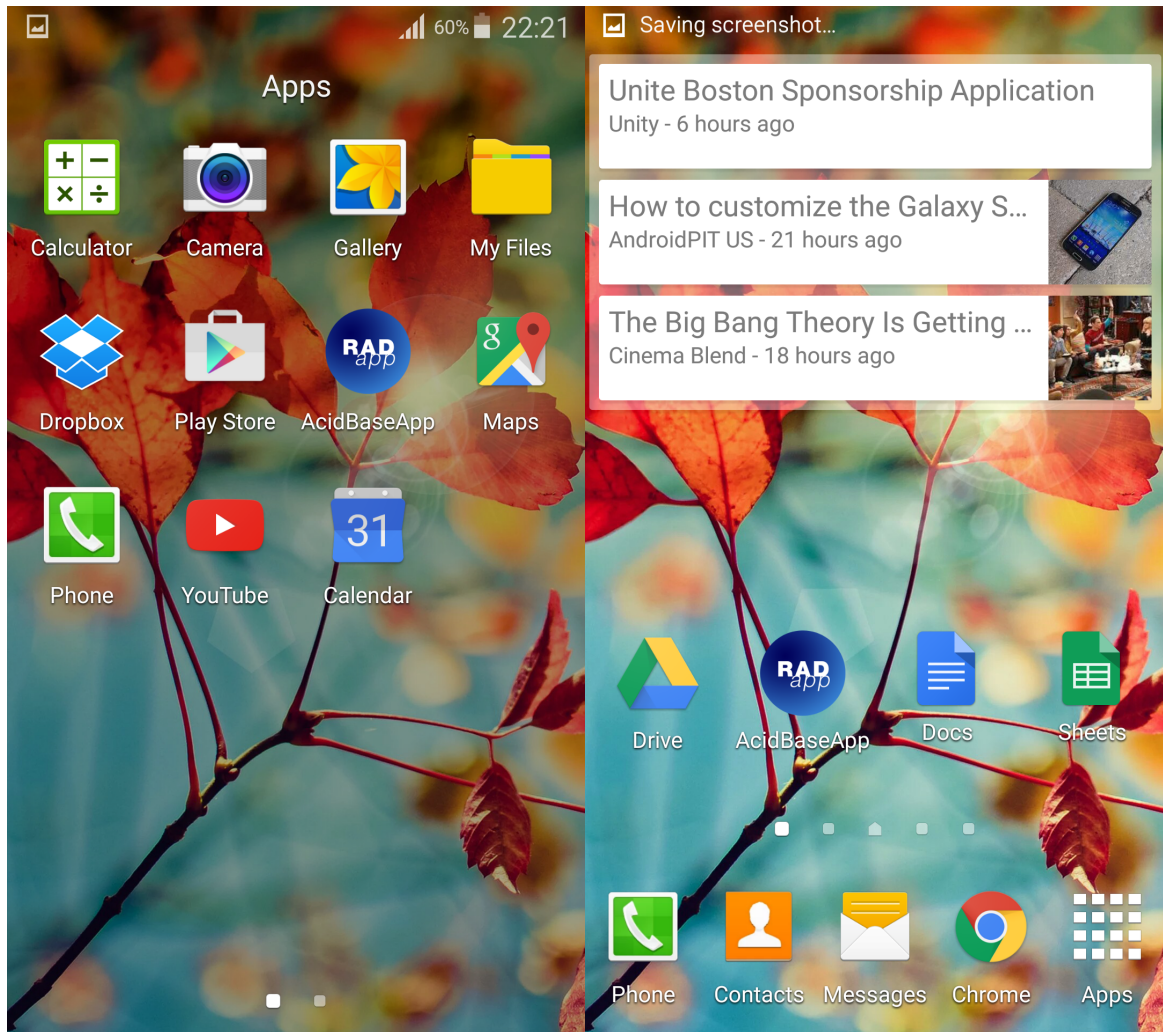 60% 22:21
Apps
Calculator Camera Gallery My Files
RAD
app
g
Dropbox Play Store AcidBaseApp Maps
31
Phone YouTube Calendar
Saving screenshot...
Unite Boston Sponsorship Application
Unity - 6 hours ago
How to customize the Galaxy S...
AndroidPIT US - 21 hours ago
The Big Bang Theory Is Getting ...
Cinema Blend - 18 hours ago
RAD
app
Drive AcidBaseApp Docs Sheets
Phone Contacts Messages Chrome Apps